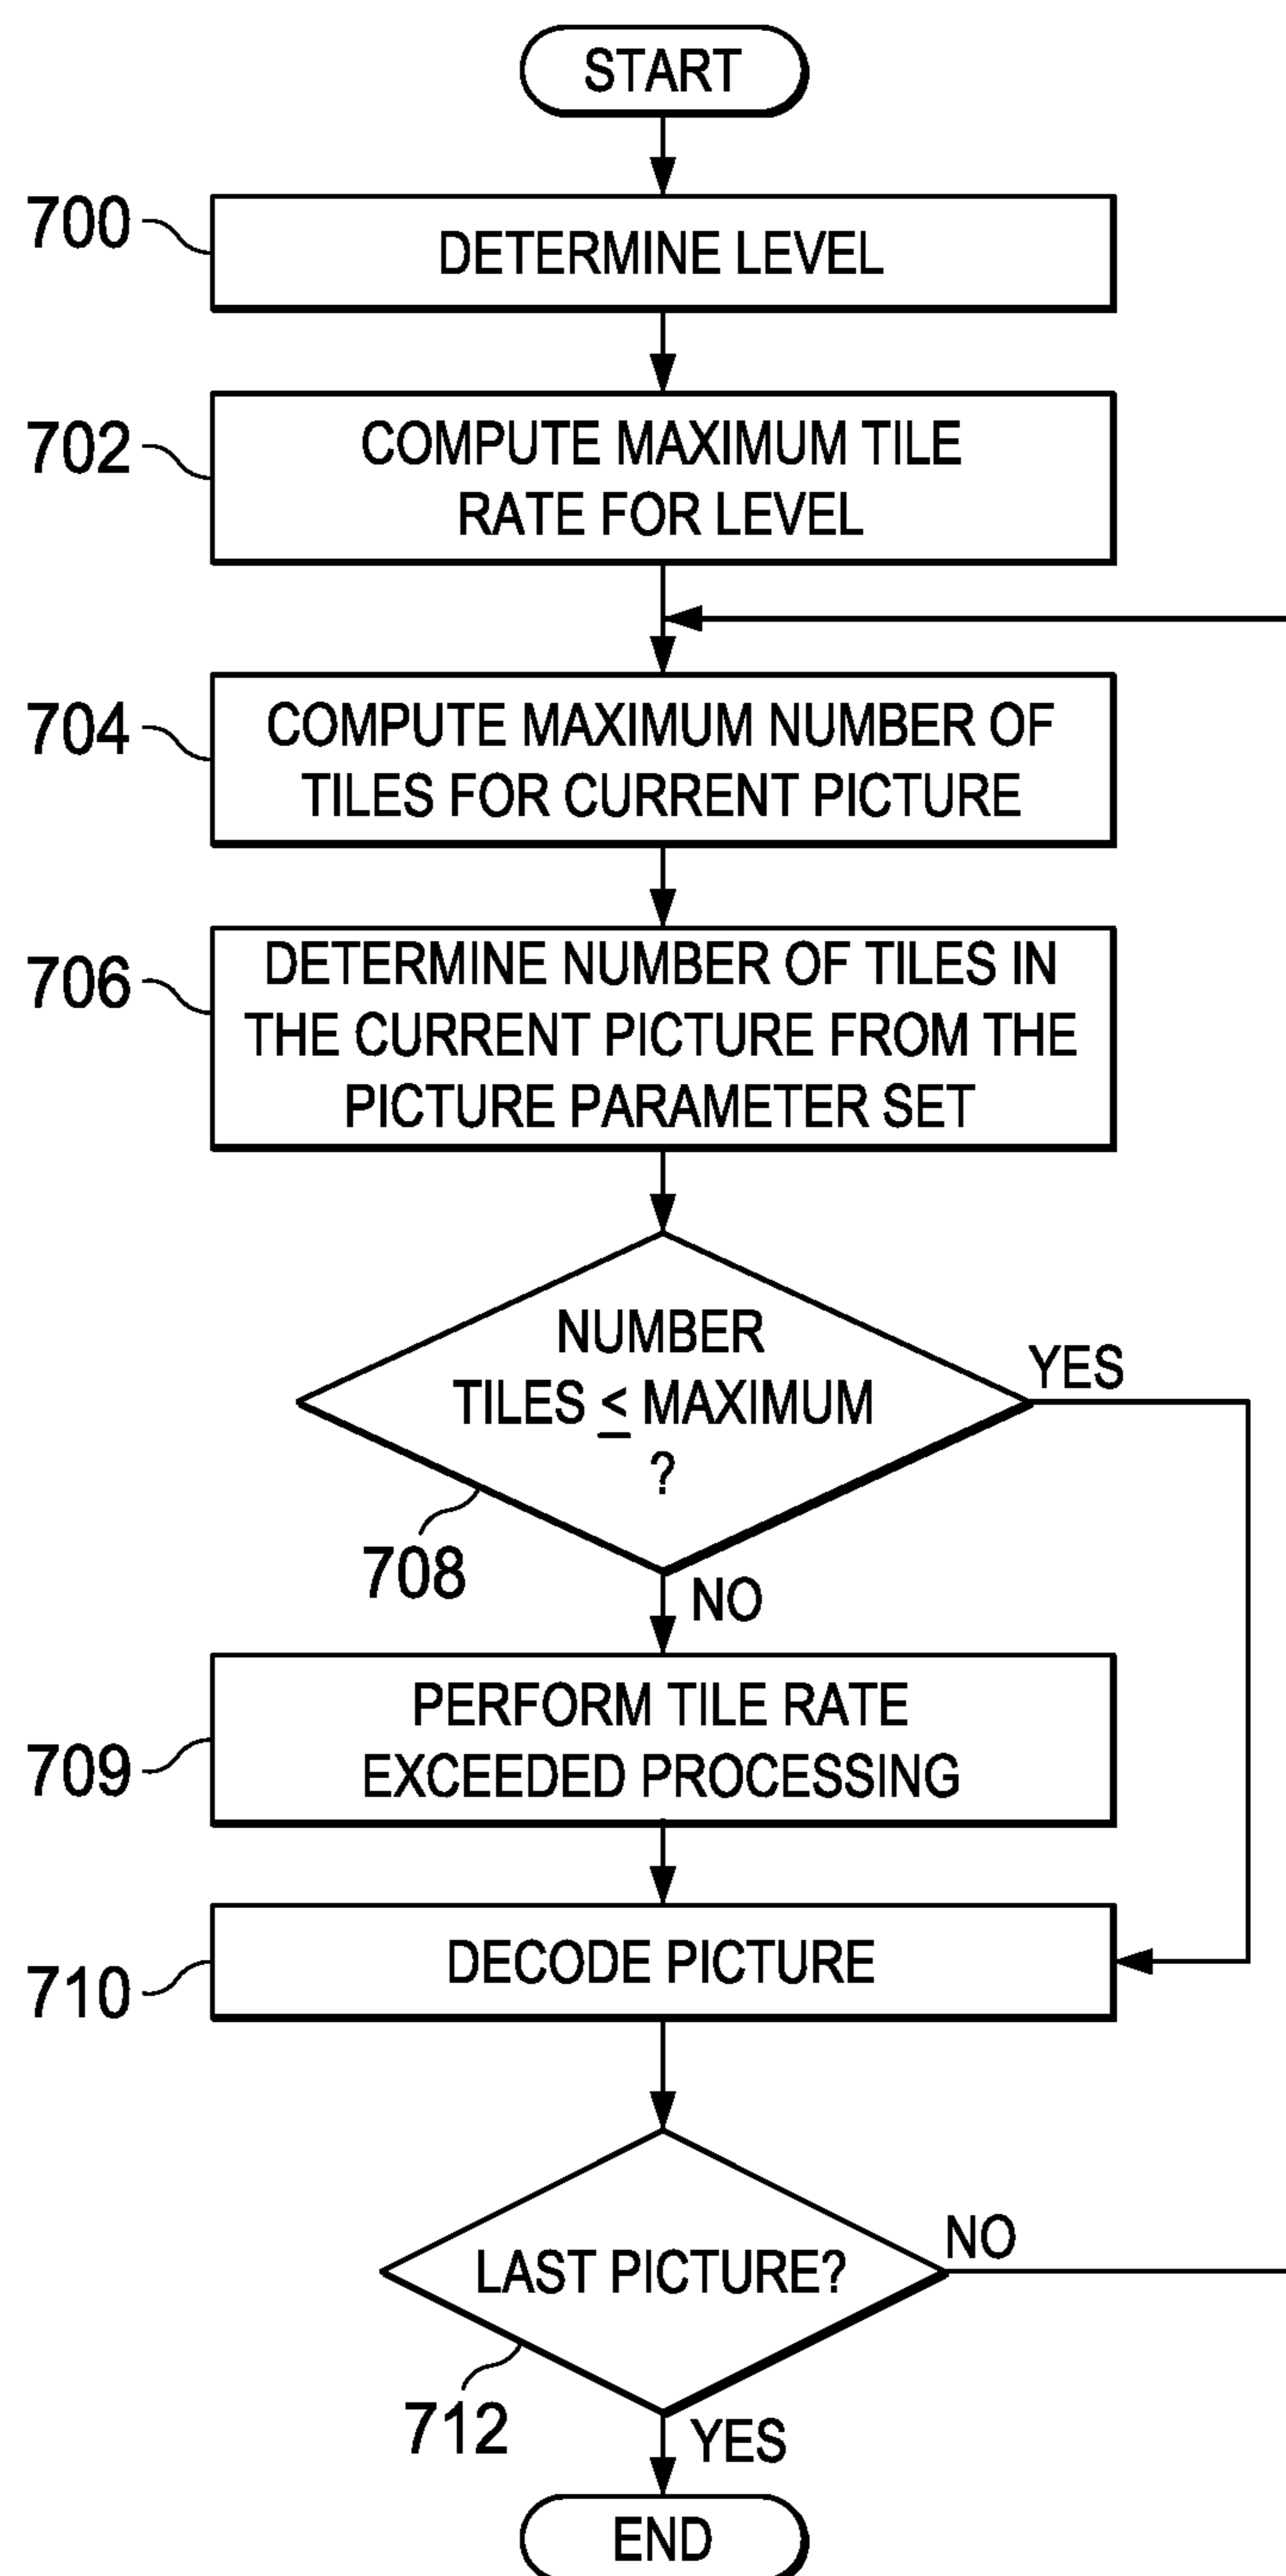 START
700
DETERMINE LEVEL
702
COMPUTE MAXIMUM TILE
RATE FOR LEVEL
704
COMPUTE MAXIMUM NUMBER OF
TILES FOR CURRENT PICTURE
706
DETERMINE NUMBER OF TILES IN
THE CURRENT PICTURE FROM THE
PICTURE PARAMETER SET
NUMBER
TILES ≤ MAXIMUM
?
YES
708
NO
709
PERFORM TILE RATE
EXCEEDED PROCESSING
710
DECODE PICTURE
LAST PICTURE?
NO
712
YES
END